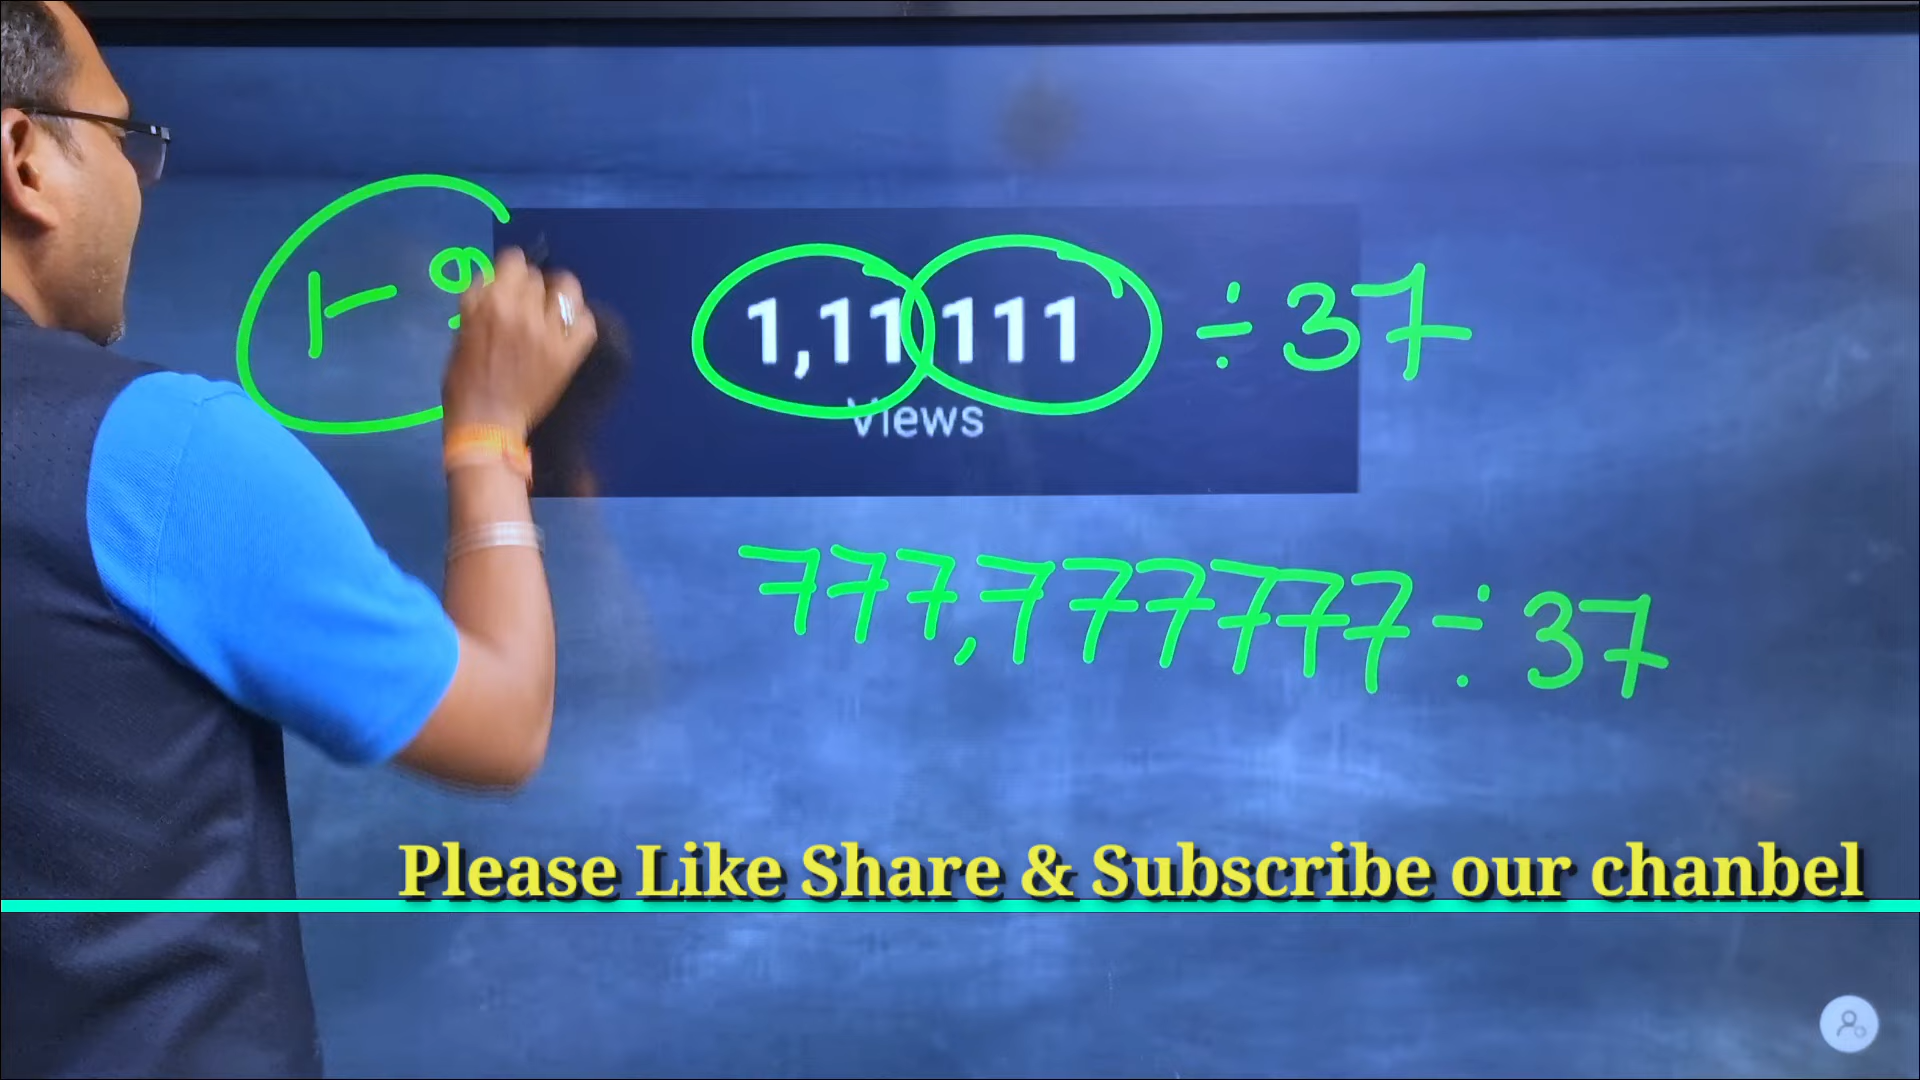 1-9
1,11111 ÷ 37
Views
777,777777 ÷ 37
Please Like Share & Subscribe our chanbel